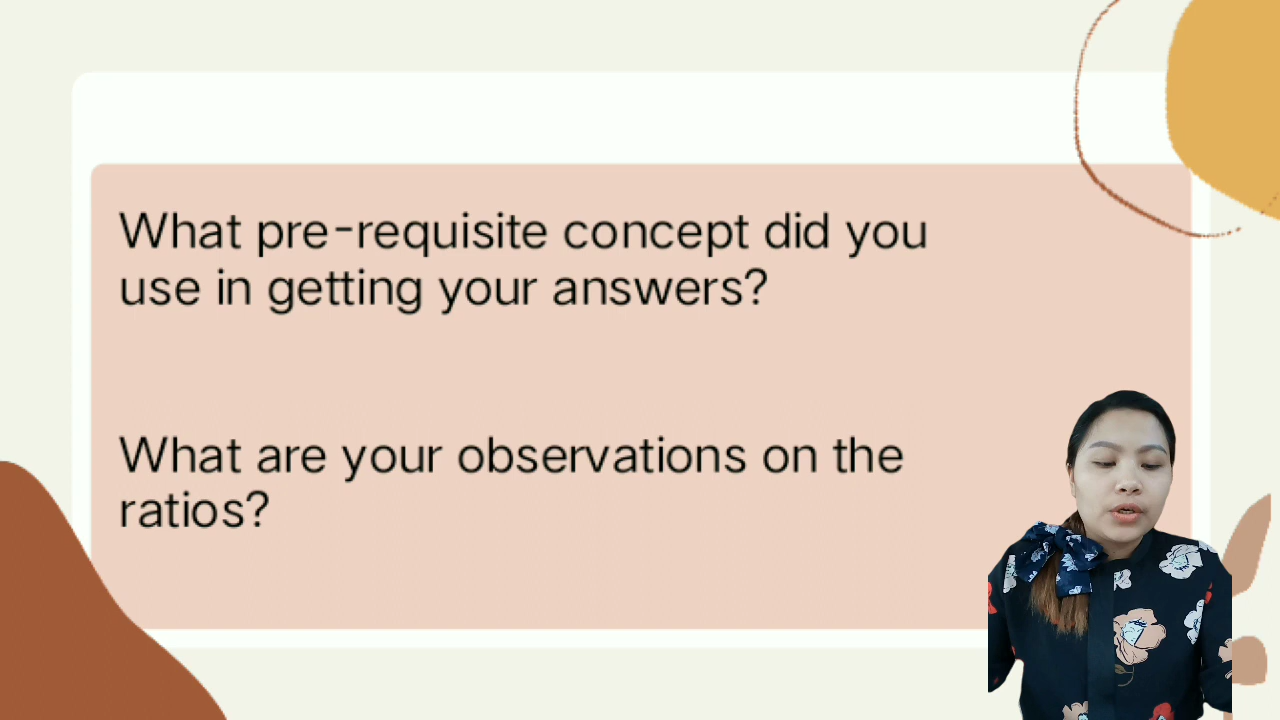 What pre-requisite concept did you
use in getting your answers?
What are your observations on the
ratios?